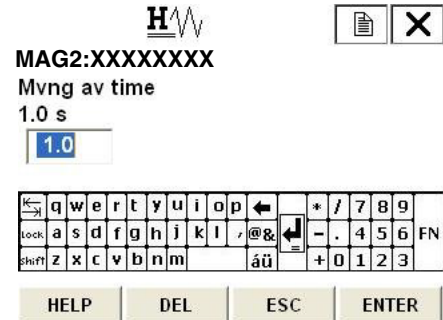 H
MAG2:XXXXXXXX
Mvng av time
1.0 s
1.0
q w e r t y u i o p * / 7 8 9
Lock a s d f g h j k l , @& - . 4 5 6 FN
Shift z x c v b n m áü = + 0 1 2 3
HELP DEL ESC ENTER